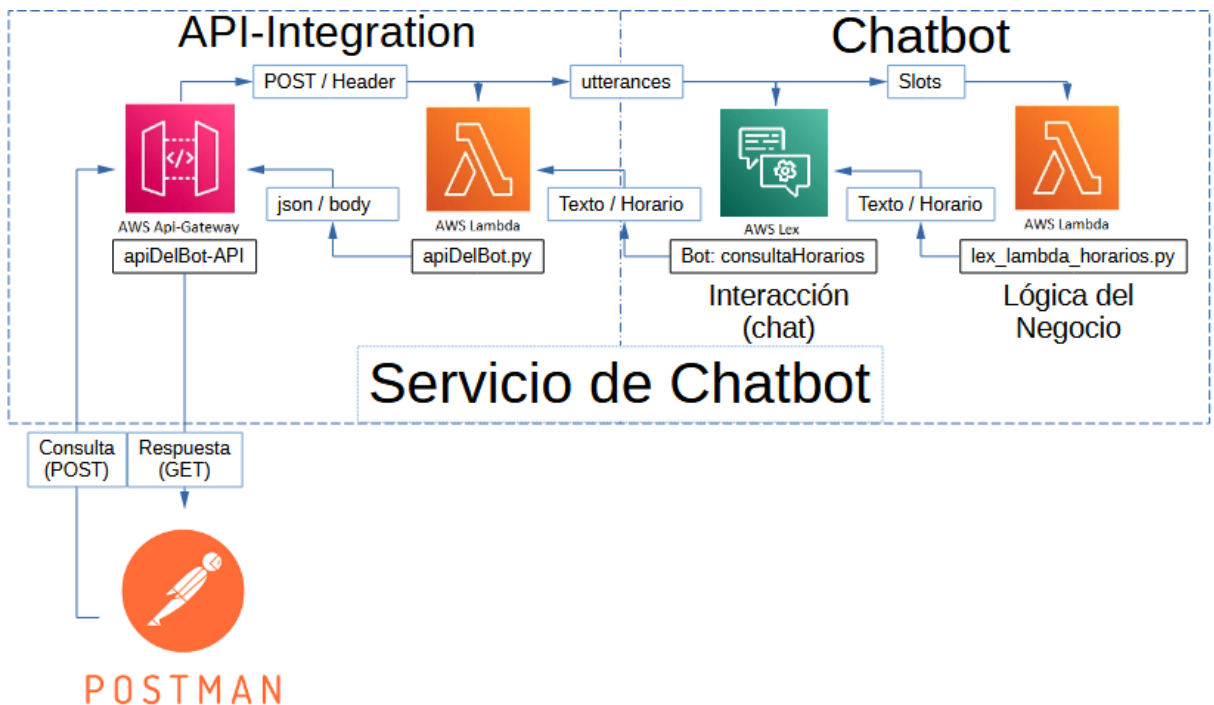 API-Integration
Chatbot
POST / Header
utterances
Slots
</>
AWS Api-Gateway
AWS Lambda
AWS Lex
AWS Lambda
json / body
Texto / Horario
Texto / Horario
apiDelBot-API
apiDelBot.py
Bot: consultaHorarios
lex_lambda_horarios.py
Interacción
(chat)
Lógica del
Negocio
Servicio de Chatbot
Consulta
(POST)
Respuesta
(GET)
POSTMAN